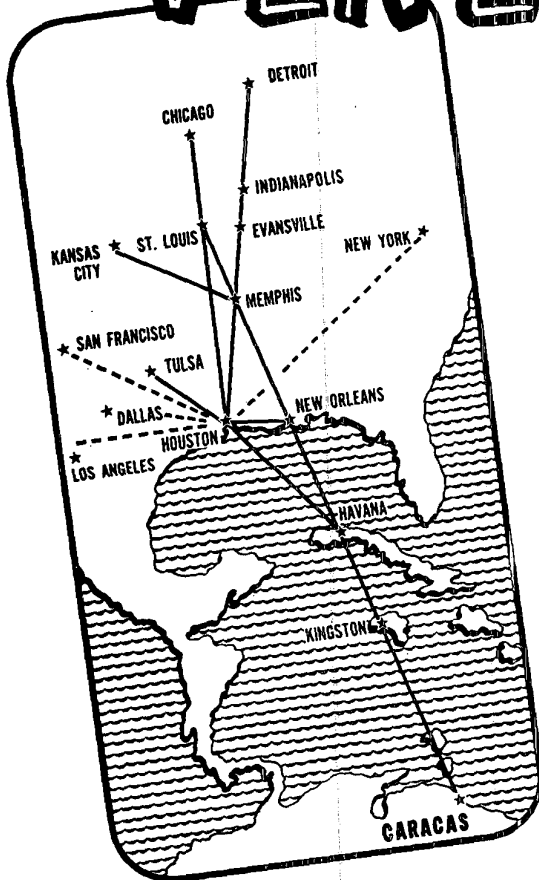 DETROIT
CHICAGO
INDIANAPOLIS
EVANSVILLE
ST. LOUIS
NEW YORK
KANSAS
CITY
MEMPHIS
SAN FRANCISCO
TULSA
NEW ORLEANS
DALLAS
HOUSTON
LOS ANGELES
HAVANA
KINGSTON
CARACAS